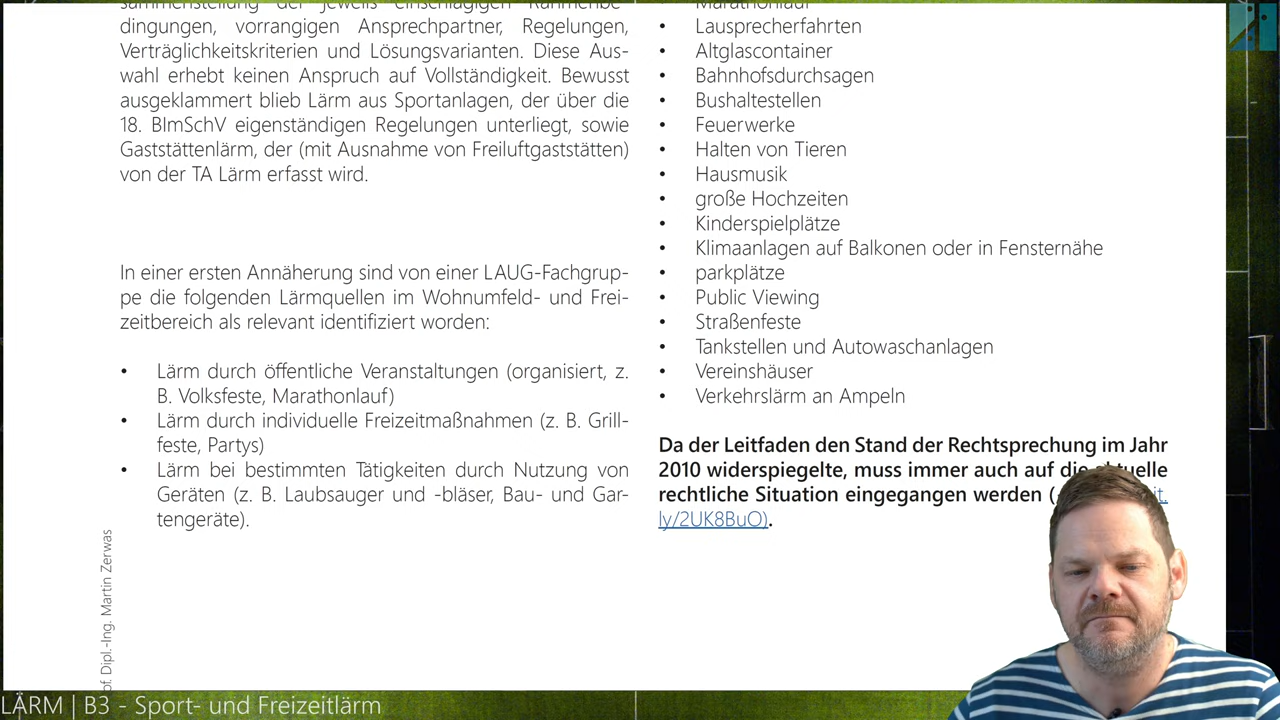 sammenstellung der jeweils einschlägigen Rahmenbe-
dingungen, vorrangigen Ansprechpartner, Regelungen,
Verträglichkeitskriterien und Lösungsvarianten. Diese Aus-
wahl erhebt keinen Anspruch auf Vollständigkeit. Bewusst
ausgeklammert blieb Lärm aus Sportanlagen, der über die
18. BImSchV eigenständigen Regelungen unterliegt, sowie
Gaststättenlärm, der (mit Ausnahme von Freiluftgaststätten)
von der TA Lärm erfasst wird.
In einer ersten Annäherung sind von einer LAUG-Fachgrup-
pe die folgenden Lärmquellen im Wohnumfeld- und Frei-
zeitbereich als relevant identifiziert worden:
• Lärm durch öffentliche Veranstaltungen (organisiert, z.
B. Volksfeste, Marathonlauf)
• Lärm durch individuelle Freizeitmaßnahmen (z. B. Grill-
feste, Partys)
• Lärm bei bestimmten Tätigkeiten durch Nutzung von
Geräten (z. B. Laubsauger und -bläser, Bau- und Gar-
tengeräte).
Marathonlauf
• Lausprecherfahrten
• Altglascontainer
• Bahnhofsdurchsagen
• Bushaltestellen
• Feuerwerke
• Halten von Tieren
• Hausmusik
• große Hochzeiten
• Kinderspielplätze
• Klimaanlagen auf Balkonen oder in Fensternähe
• parkplätze
• Public Viewing
• Straßenfeste
• Tankstellen und Autowaschanlagen
• Vereinshäuser
• Verkehrslärm an Ampeln
Da der Leitfaden den Stand der Rechtsprechung im Jahr
2010 widerspiegelte, muss immer auch auf die aktuelle
rechtliche Situation eingegangen werden (
ly/2UK8BuO).
of. Dipl.-Ing. Martin Zerwas
LÄRM | B3 - Sport- und Freizeitlärm